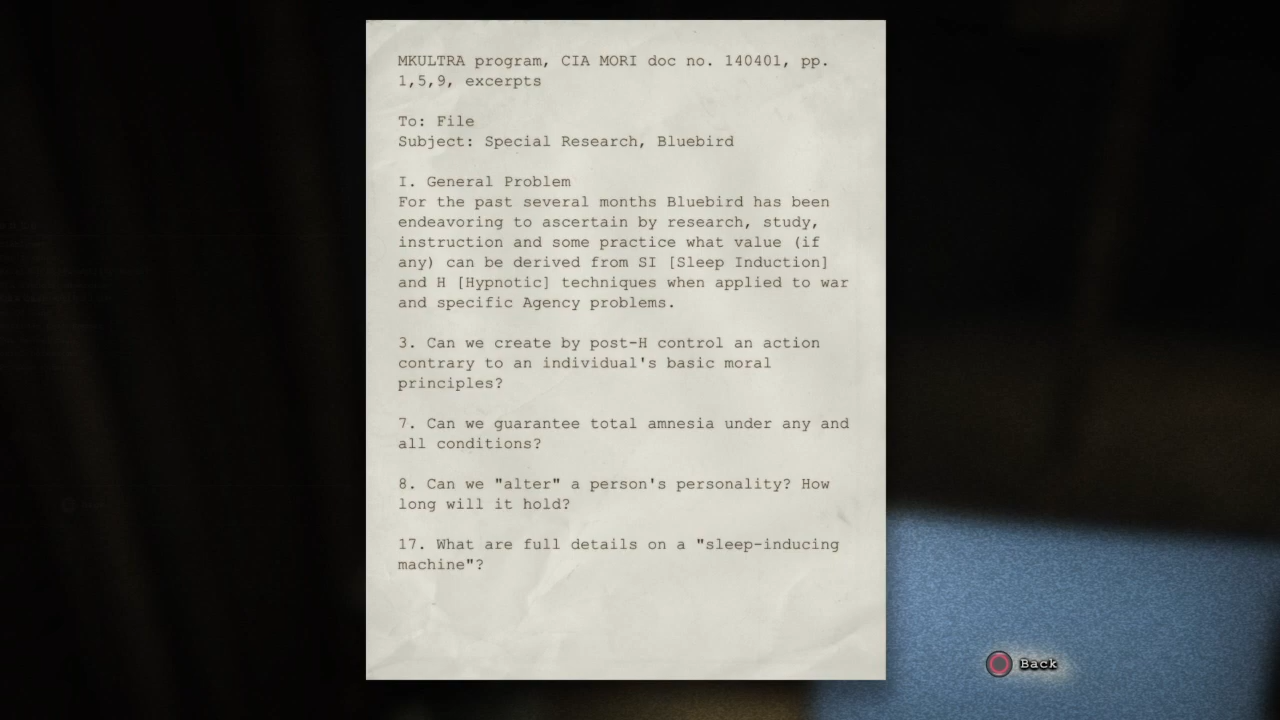 MKULTRA program, CIA MORI doc no. 140401, pp.
1,5,9, excerpts
To: File
Subject: Special Research, Bluebird
I. General Problem
For the past several months Bluebird has been
endeavoring to ascertain by research, study,
instruction and some practice what value (if
any) can be derived from SI [Sleep Induction]
and H [Hypnotic] techniques when applied to war
and specific Agency problems.
3. Can we create by post-H control an action
contrary to an individual's basic moral
principles?
7. Can we guarantee total amnesia under any and
all conditions?
8. Can we "alter" a person's personality? How
long will it hold?
17. What are full details on a "sleep-inducing
machine"?
Back